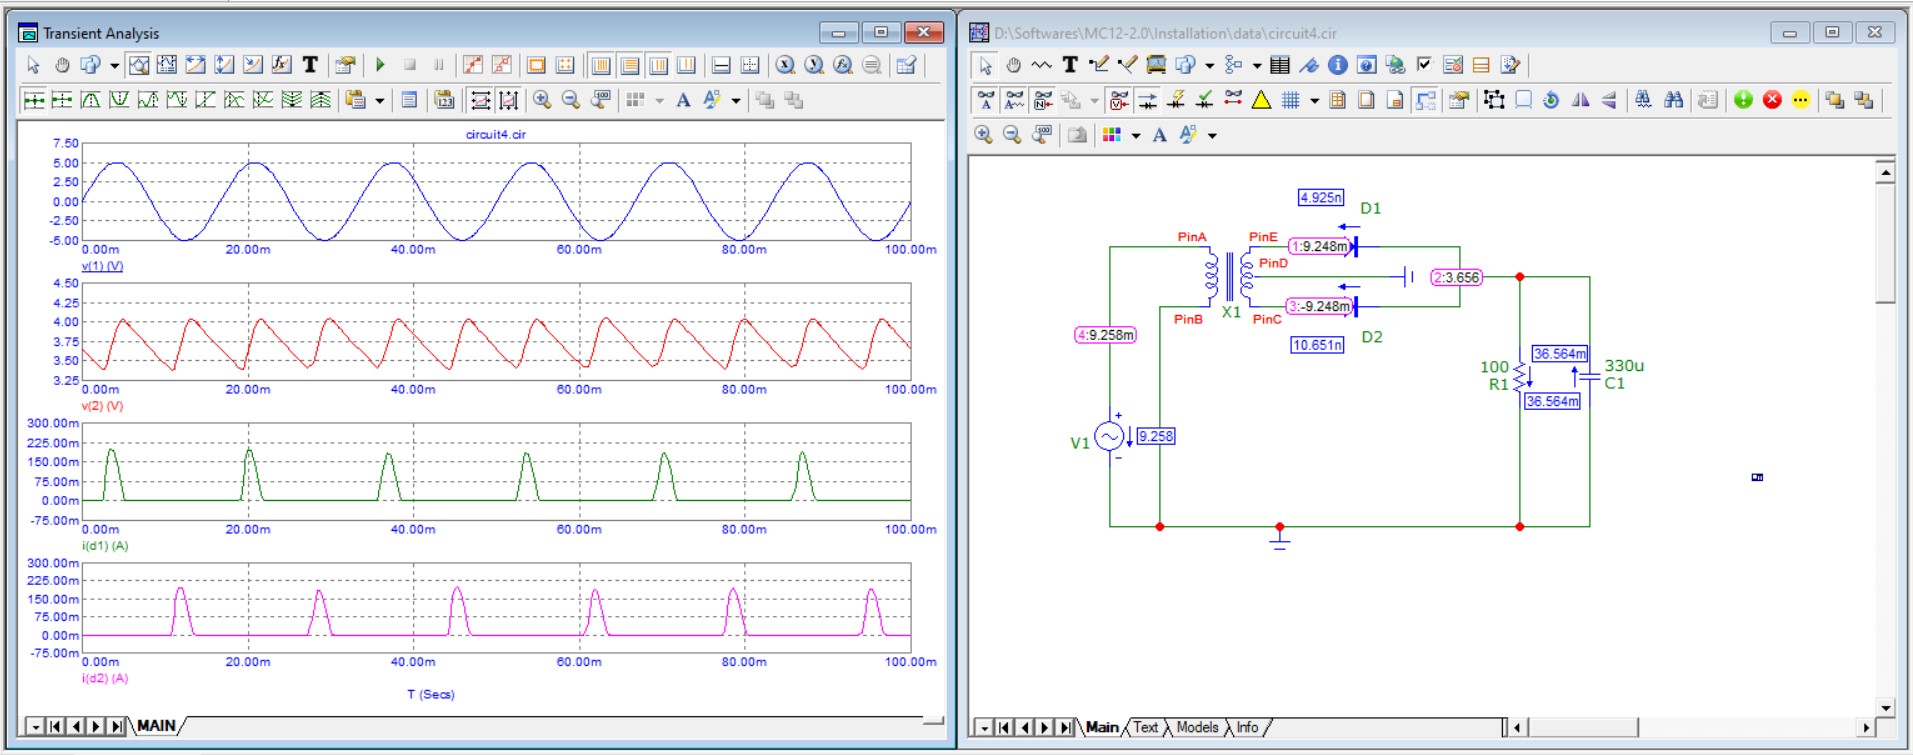 Transient Analysis
T
123
A
circuit4.cir
7.50
5.00
2.50
0.00
-2.50
-5.00
0.00m 20.00m 40.00m 60.00m 80.00m 100.00m
v(1) (V)
4.50
4.25
4.00
3.75
3.50
3.25
0.00m 20.00m 40.00m 60.00m 80.00m 100.00m
v(2) (V)
300.00m
225.00m
150.00m
75.00m
0.00m
-75.00m
0.00m 20.00m 40.00m 60.00m 80.00m 100.00m
i(d1) (A)
300.00m
225.00m
150.00m
75.00m
0.00m
-75.00m
0.00m 20.00m 40.00m 60.00m 80.00m 100.00m
i(d2) (A)
T (Secs)
MAIN
D:\Softwares\MC12-2.0\Installation\data\circuit4.cir
T
A
4.925n
D1
PinA PinE 1:9.248m
PinD
2:3.656
PinB X1 PinC 3:-9.248m
D2
10.651n
4:9.258m
V1 + - 9.258
100
R1
36.564m
36.564m
330u
C1
Main Text Models Info